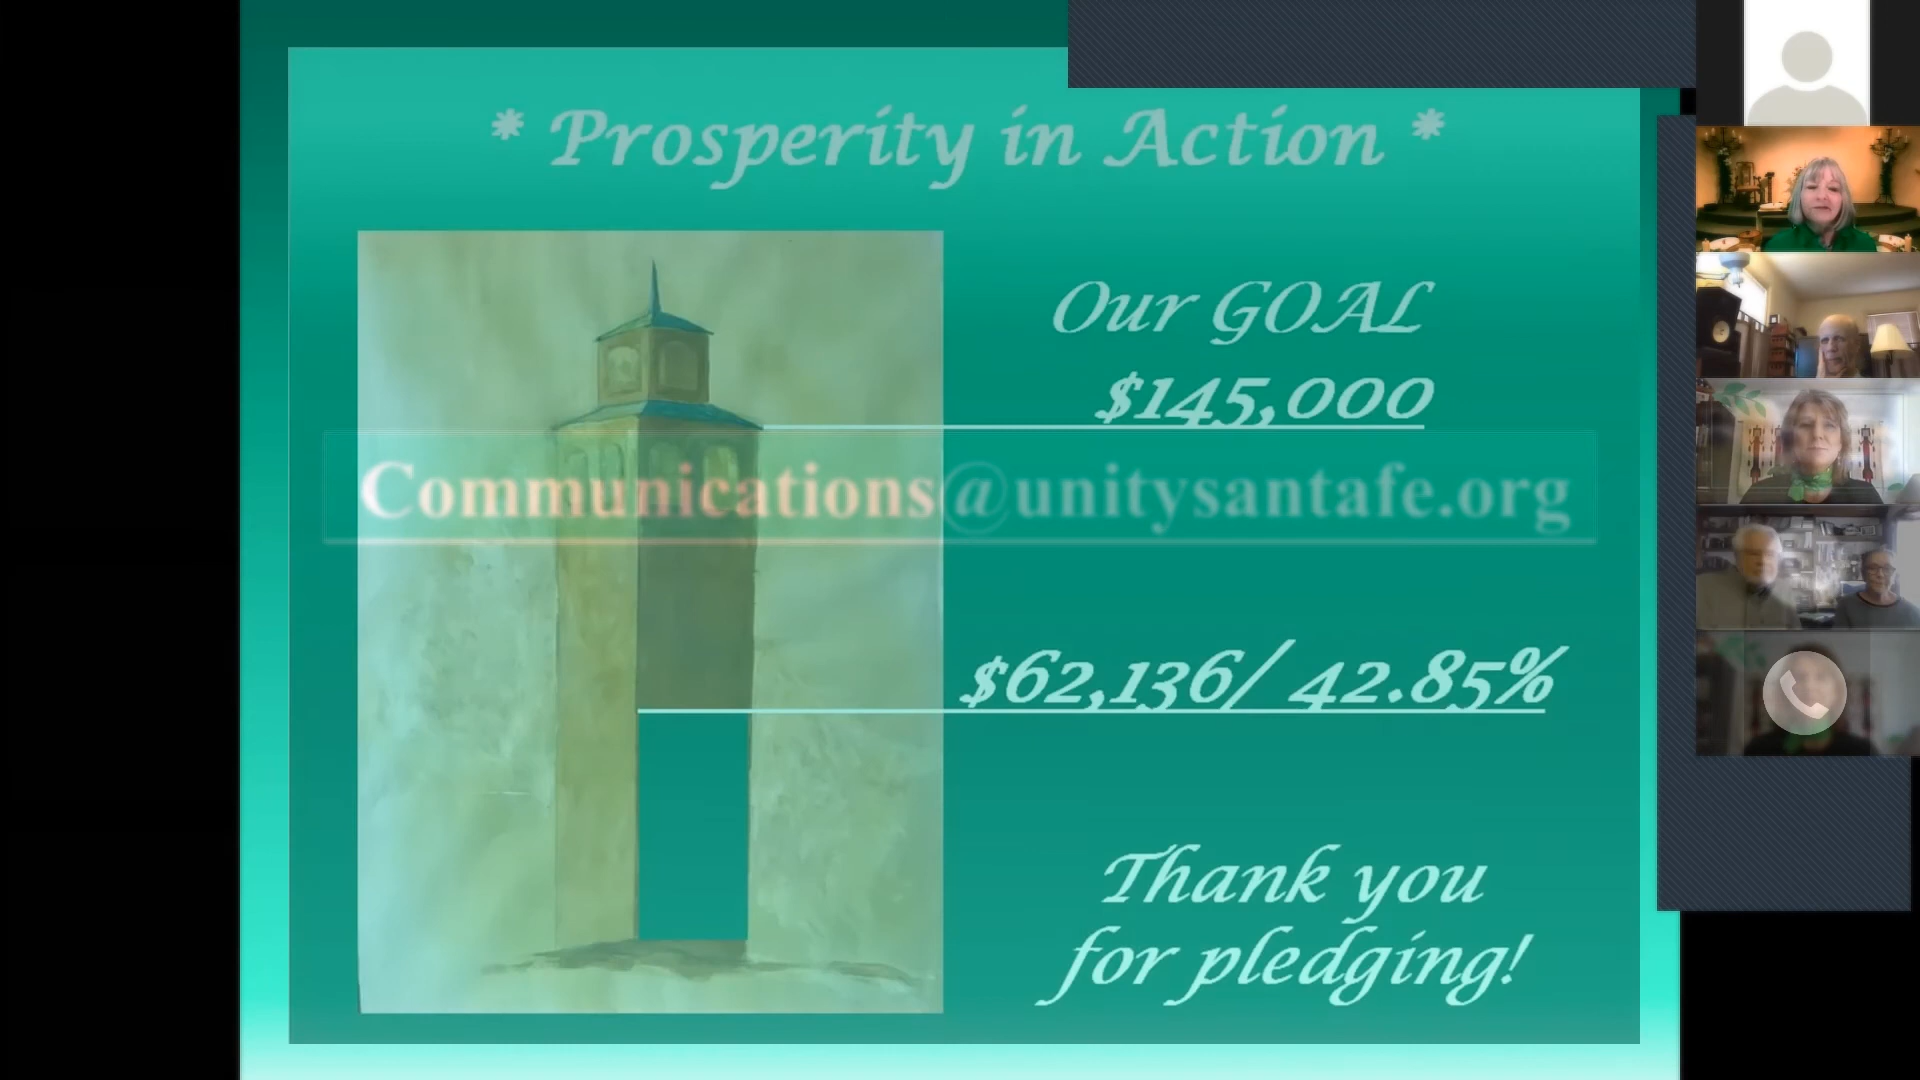 * Prosperity in Action *
Our GOAL
$145,000
Communications@unitysantafe.org
$62,136/ 42.85%
Thank you
for pledging!